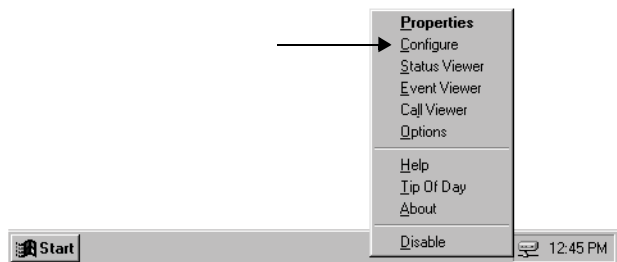 Properties
Configure
Status Viewer
Event Viewer
Call Viewer
Options
Help
Tip Of Day
About
Disable
Start
12:45 PM